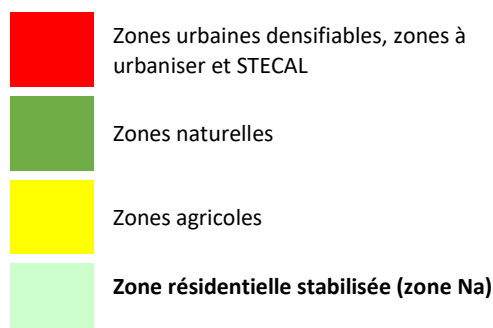 Zones urbaines densifiables, zones à
urbaniser et STECAL
Zones naturelles
Zones agricoles
Zone résidentielle stabilisée (zone Na)